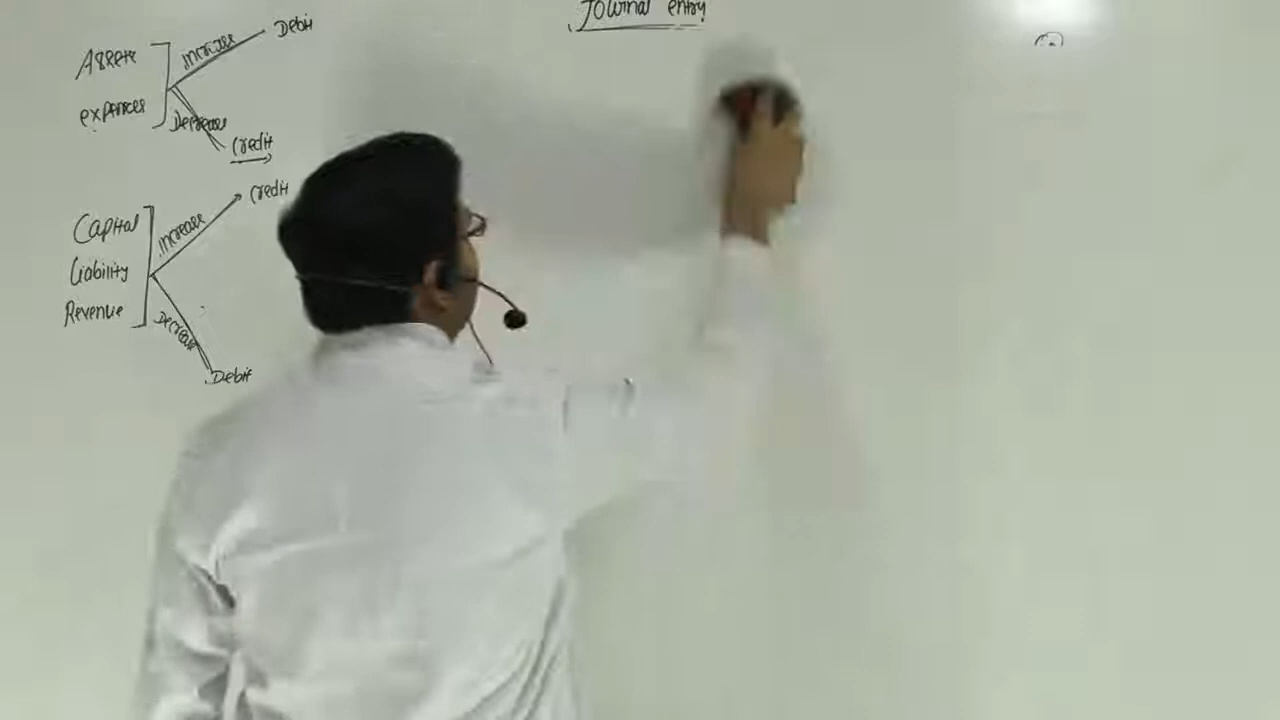 Journal entry
Assets
expenses
increase
Debit
Decrease
Credit
Capital
Liability
Revenue
increase
Credit
Decrease
Debit